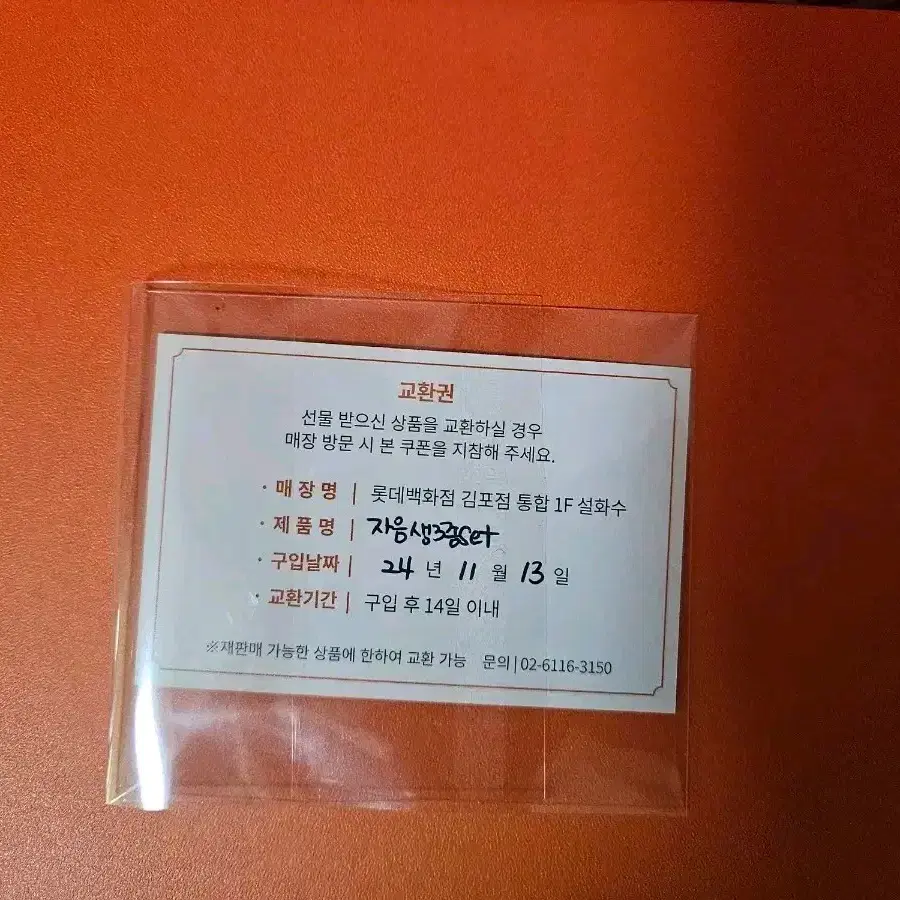 교환권
선물 받으신 상품을 교환하실 경우
매장 방문 시 본 쿠폰을 지참해 주세요.
· 매 장 명 | 롯데백화점 김포점 통합 1F 설화수
· 제 품 명 | 자음생3종set
· 구입날짜 | 24 년 11 월 13 일
· 교환기간 | 구입 후 14일 이내
※재판매 가능한 상품에 한하여 교환 가능 문의 | 02-6116-3150